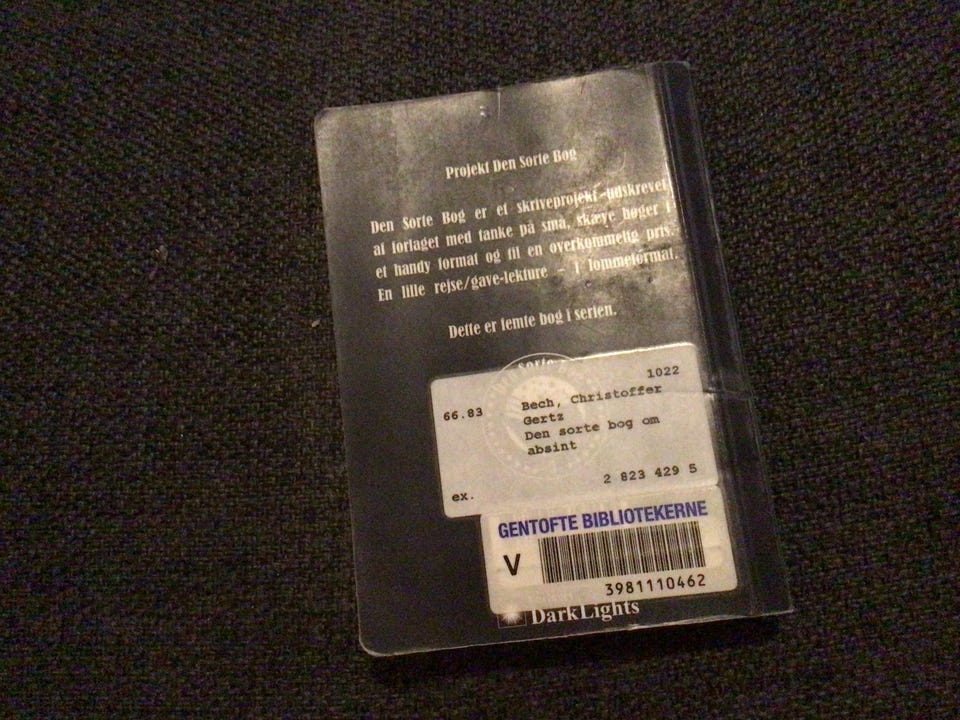 Projekt Den Sorte Bog
Den Sorte Bog er et skriveprojekt udskrevet
af forlaget med tanke på små, skæve bøger i
et handy format og til en overkommelig pris.
En lille rejse/gave-lekture – i lommeformat.
Dette er femte bog i serien.
sorte
1022
66.83 Bech, Christoffer
Gertz
Den sorte bog om
absint
2 823 429 5
ex.
GENTOFTE BIBLIOTEKERNE
V
3981110462
DarkLights